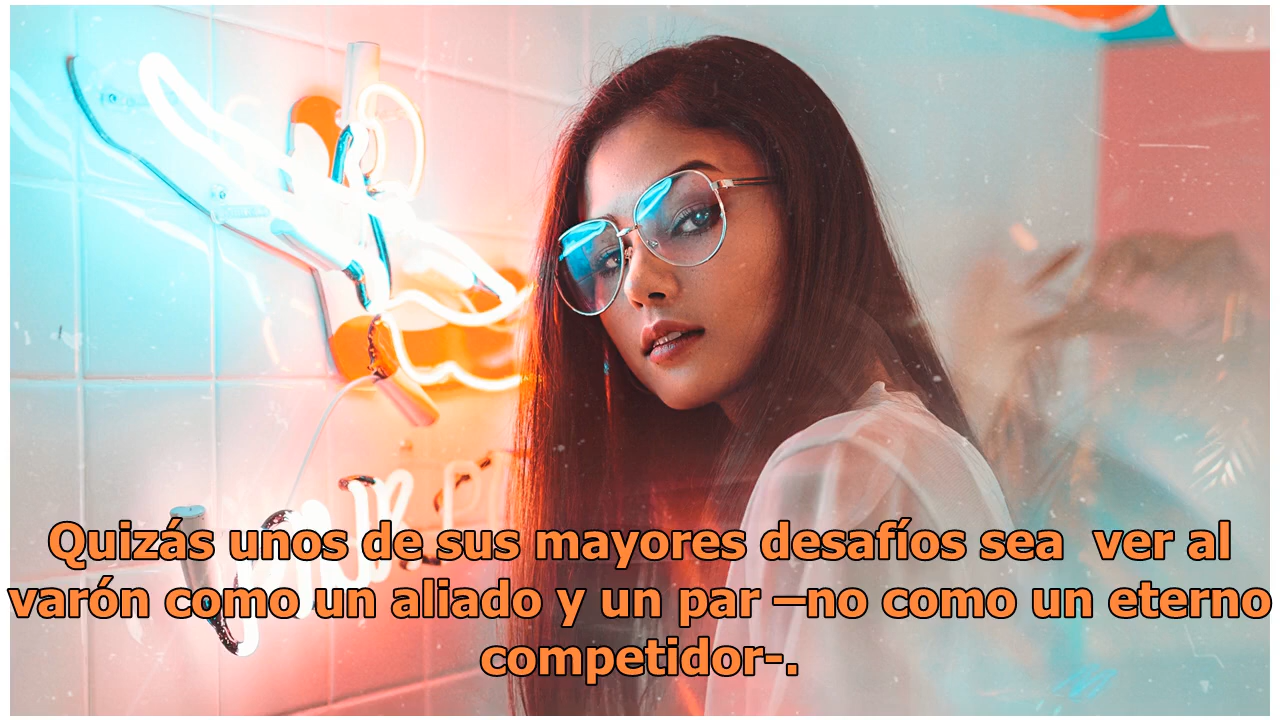 Quizás unos de sus mayores desafíos sea  ver al
varón como un aliado y un par –no como un eterno
competidor-.